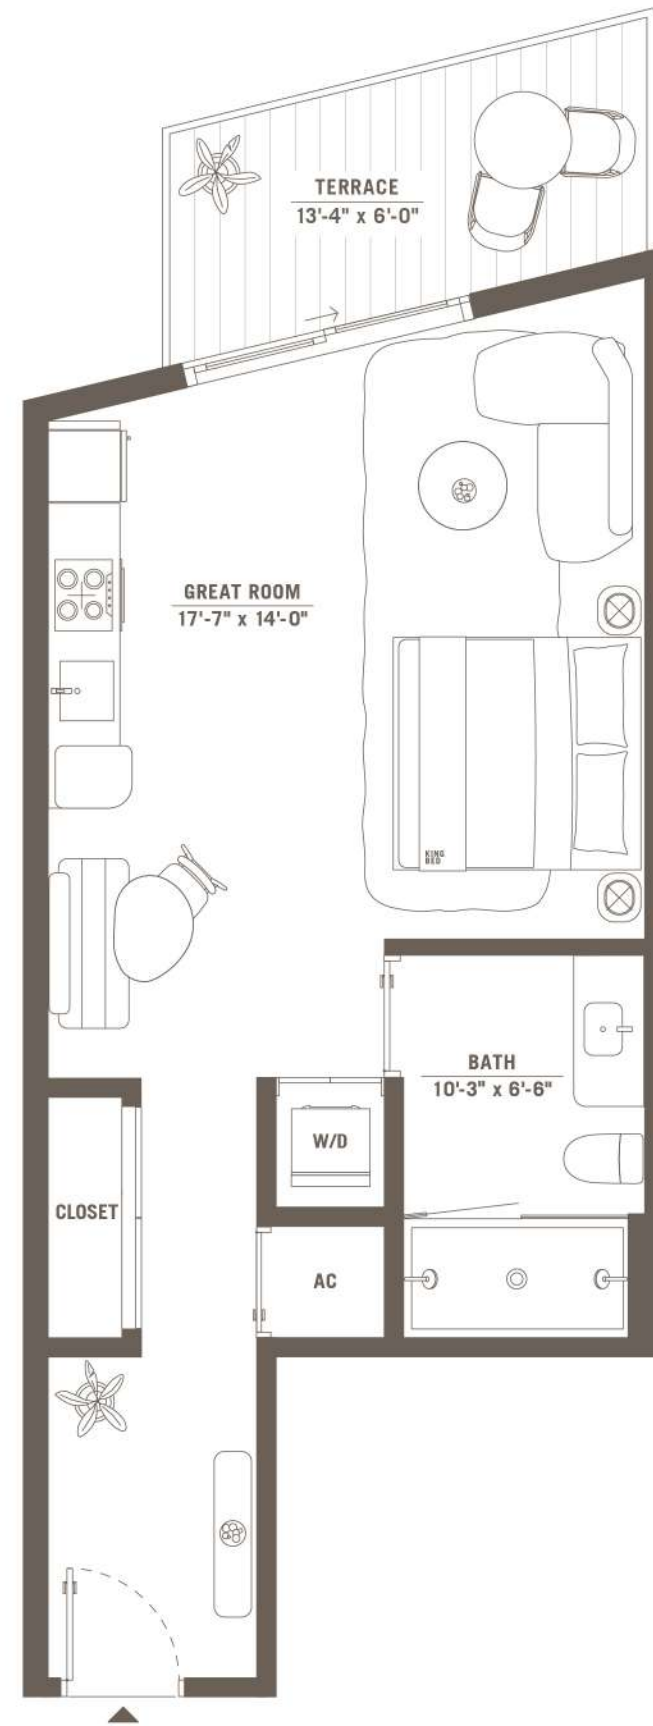 TERRACE
13'-4" x 6'-0"
GREAT ROOM
17'-7" x 14'-0"
KING
BED
BATH
10'-3" x 6'-6"
W/D
CLOSET
AC